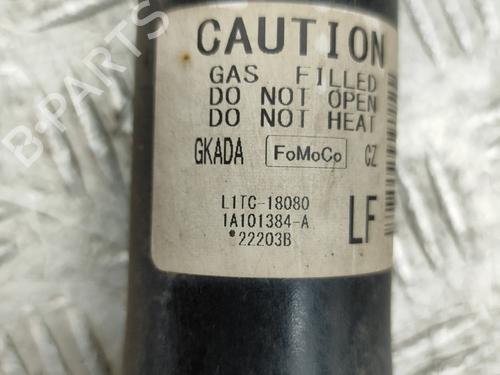 CAUTION
GAS FILLED
DO NOT OPEN
DO NOT HEAT
GKADA FoMoCo CZ
L1TC-18080
1A101384-A
*22203B
LF
B-PARTS